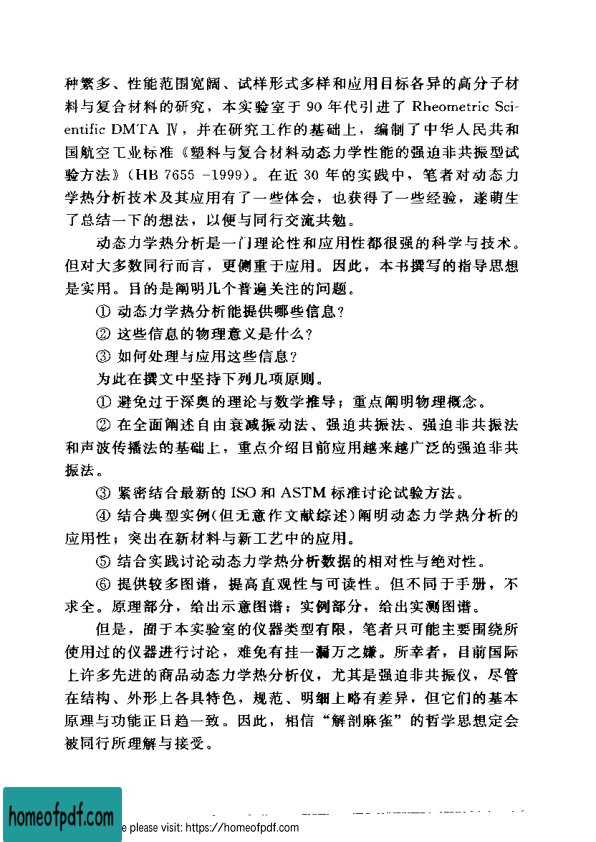 种繁多、性能范围宽阔、试样形式多样和应用目标各异的高分子材
料与复合材料的研究，本实验室于 90 年代引进了 Rheometric Sci-
entific DMTA Ⅳ，并在研究工作的基础上，编制了中华人民共和
国航空工业标准《塑料与复合材料动态力学性能的强迫非共振型试
验方法》（HB 7655 -1999）。在近 30 年的实践中，笔者对动态力
学热分析技术及其应用有了一些体会，也获得了一些经验，遂萌生
了总结一下的想法，以便与同行交流共勉。
动态力学热分析是一门理论性和应用性都很强的科学与技术。
但对大多数同行而言，更侧重于应用。因此，本书撰写的指导思想
是实用。目的是阐明几个普遍关注的问题。
① 动态力学热分析能提供哪些信息？
② 这些信息的物理意义是什么？
③ 如何处理与应用这些信息？
为此在撰文中坚持下列几项原则。
① 避免过于深奥的理论与数学推导；重点阐明物理概念。
② 在全面阐述自由衰减振动法、强迫共振法、强迫非共振法
和声波传播法的基础上，重点介绍目前应用越来越广泛的强迫非共
振法。
③ 紧密结合最新的 ISO 和 ASTM 标准讨论试验方法。
④ 结合典型实例（但无意作文献综述）阐明动态力学热分析的
应用性；突出在新材料与新工艺中的应用。
⑤ 结合实践讨论动态力学热分析数据的相对性与绝对性。
⑥ 提供较多图谱，提高直观性与可读性。但不同于手册，不
求全。原理部分，给出示意图谱；实例部分，给出实测图谱。
但是，囿于本实验室的仪器类型有限，笔者只可能主要围绕所
使用过的仪器进行讨论，难免有挂一漏万之嫌。所幸者，目前国际
上许多先进的商品动态力学热分析仪，尤其是强迫非共振仪，尽管
在结构、外形上各具特色，规范、明细上略有差异，但它们的基本
原理与功能正日趋一致。因此，相信“解剖麻雀”的哲学思想定会
被同行所理解与接受。
homeofpdf.com
e please visit: https://homeofpdf.com